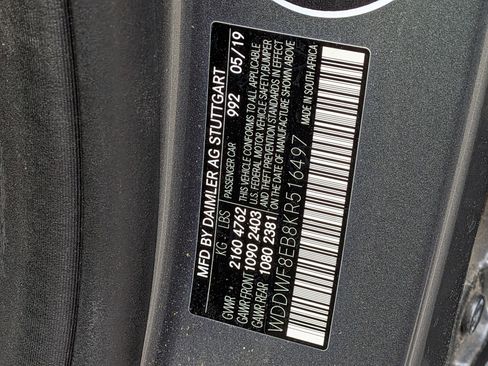 MFD BY DAIMLER AG STUTTGART
KG - LBS PASSENGER CAR 992 05/19
GVWR 2160 4762
GAWR FRONT 1090 2403
GAWR REAR 1080 2381
THIS VEHICLE CONFORMS TO ALL APPLICABLE
U.S. FEDERAL MOTOR VEHICLE SAFETY, BUMPER
AND THEFT PREVENTION STANDARDS IN EFFECT
ON THE DATE OF MANUFACTURE SHOWN ABOVE
WDDWF8EB8KR516497 MADE IN SOUTH AFRICA